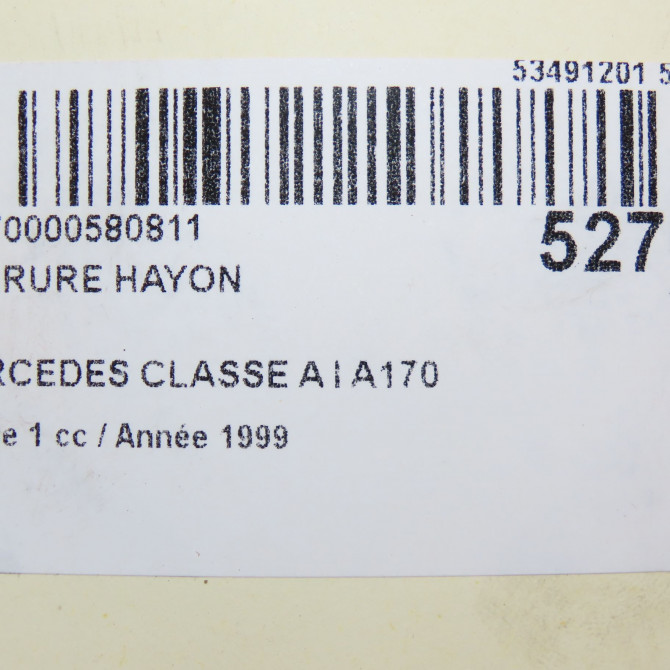 53491201 5
70000580811
527
RURE HAYON
RCEDES CLASSE A I A170
e 1 cc / Année 1999